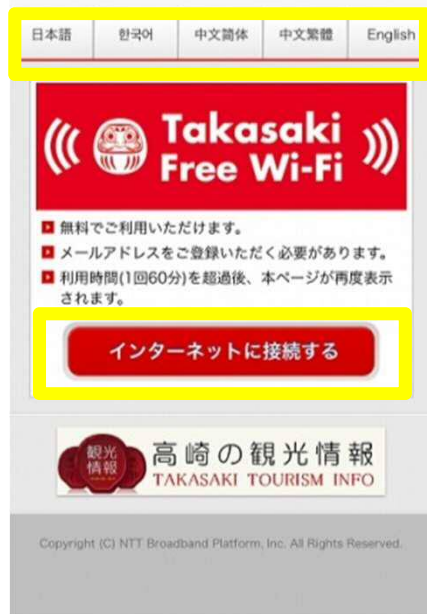 日本語 한국어 中文简体 中文繁體 English
Takasaki
Free Wi-Fi
無料でご利用いただけます。
メールアドレスをご登録いただく必要があります。
利用時間(1回60分)を超過後、本ページが再度表示
されます。
インターネットに接続する
観光
情報
高崎の観光情報
TAKASAKI TOURISM INFO
Copyright (C) NTT Broadband Platform, Inc. All Rights Reserved.